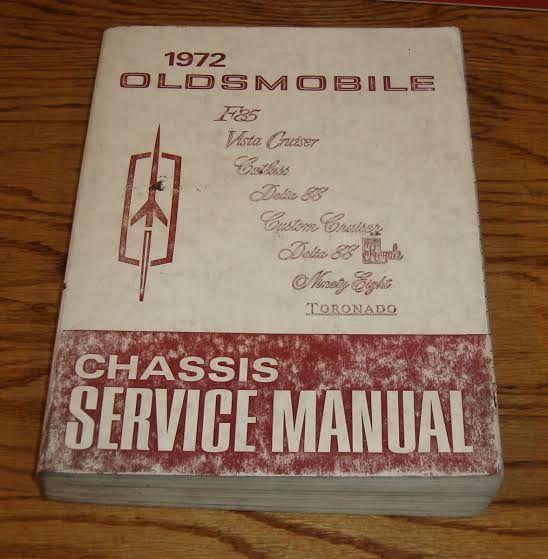 1972
OLDSMOBILE
F85
Vista Cruiser
Cutlass
Delta 88
Custom Cruiser
Delta 88 Royale
Ninety Eight
TORONADO
CHASSIS
SERVICE MANUAL